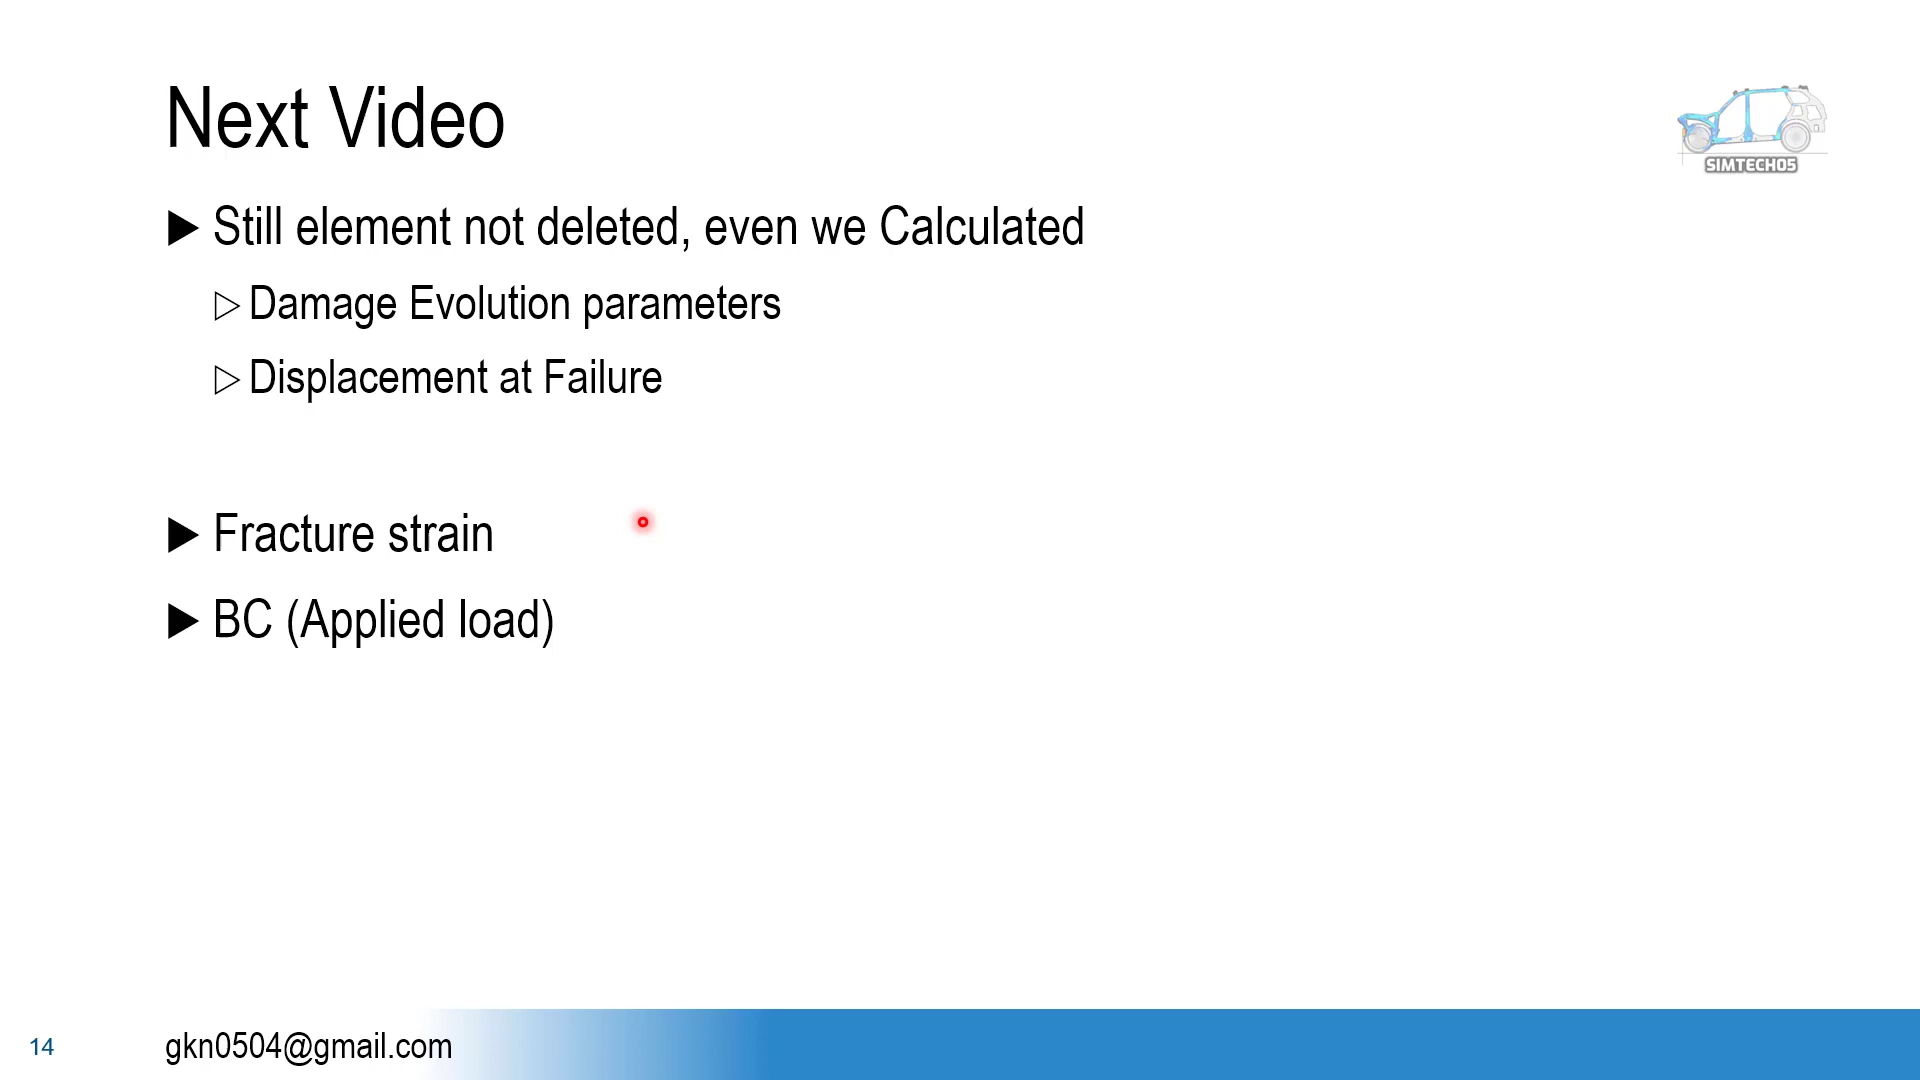 Next Video
SIMTECH05
Still element not deleted, even we Calculated
Damage Evolution parameters
Displacement at Failure
Fracture strain
BC (Applied load)
14
gkn0504@gmail.com